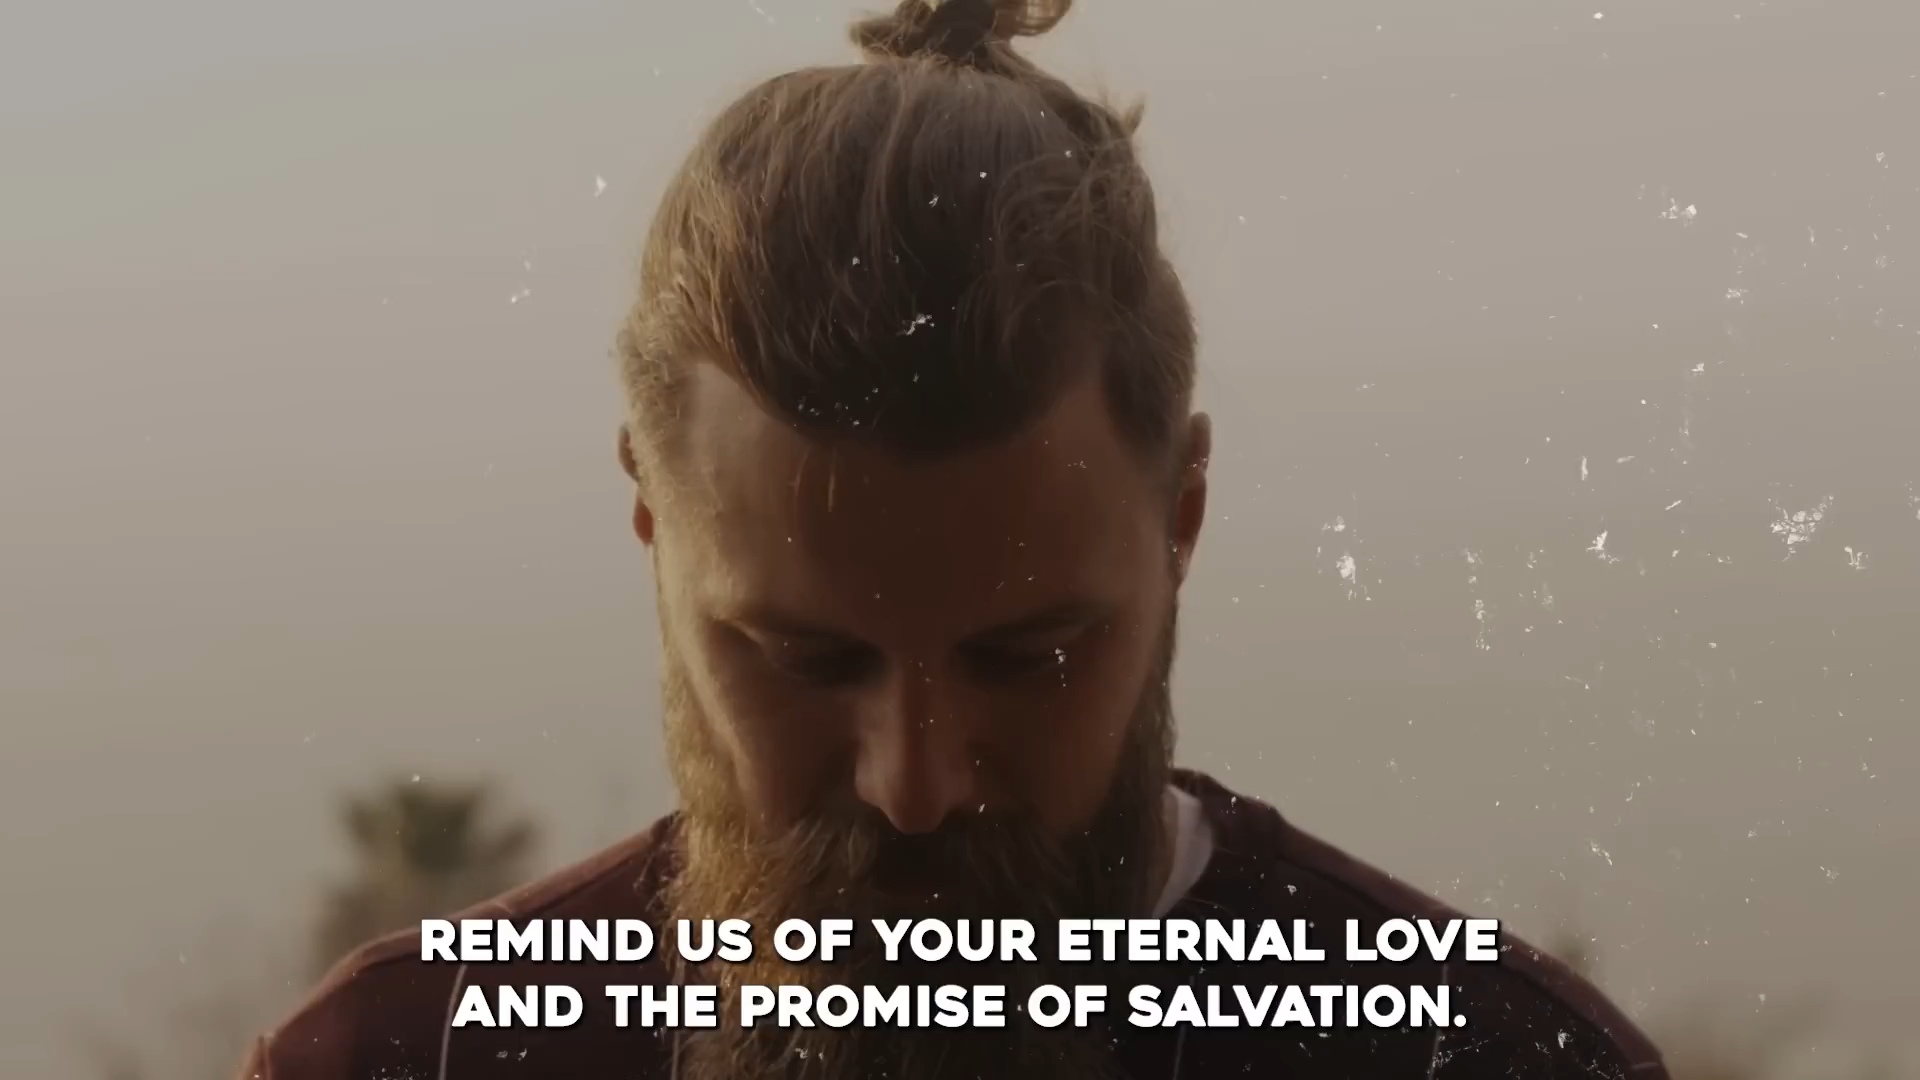 REMIND US OF YOUR ETERNAL LOVE
AND THE PROMISE OF SALVATION.